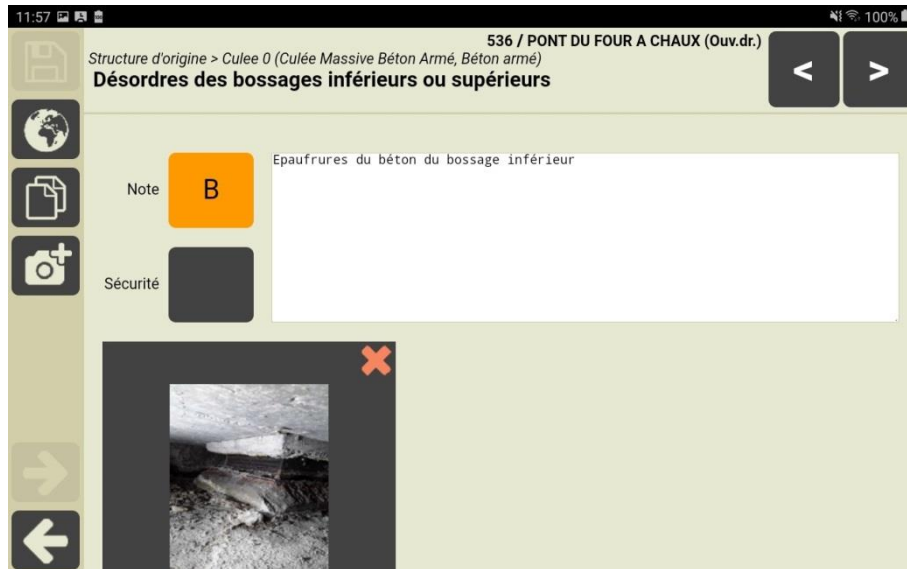 11:57
100%
536 / PONT DU FOUR A CHAUX (Ouv.dr.)
Structure d'origine > Culee 0 (Culée Massive Béton Armé, Béton armé)
Désordres des bossages inférieurs ou supérieurs
< >
Epaufrures du béton du bossage inférieur
Note B
Sécurité